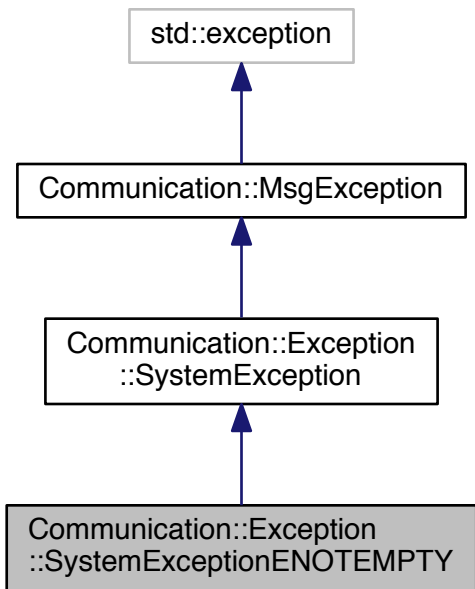 std::exception
Communication::MsgException
Communication::Exception
::SystemException
Communication::Exception
::SystemExceptionENOTEMPTY